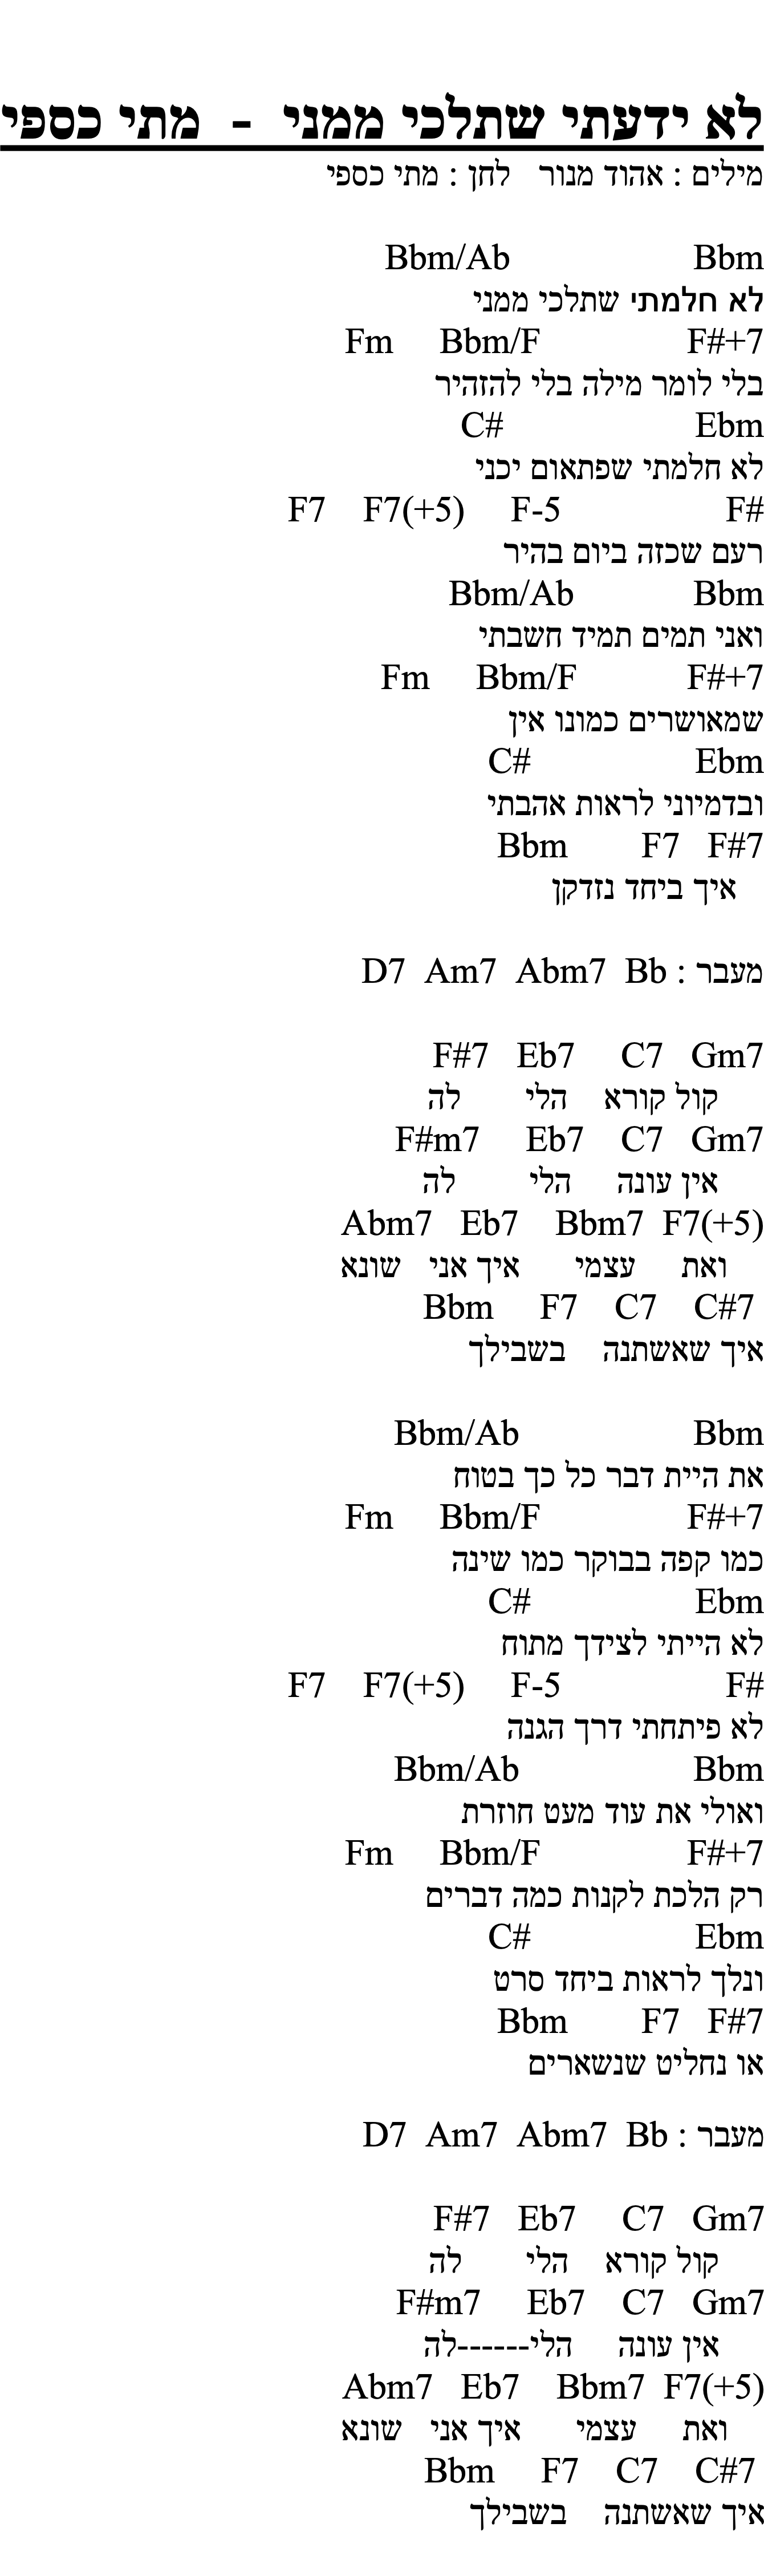 לא ידעתי שתלכי ממני - מתי כספי
מילים : אהוד מנור לחן : מתי כספי
Bbm Bbm/Ab
לא חלמתי שתלכי ממני
F#+7 Bbm/F Fm
בלי לומר מילה בלי להזהיר
Ebm C#
לא חלמתי שפתאום יכני
F# F-5 F7(+5) F7
רעם שכזה ביום בהיר
Bbm Bbm/Ab
ואני תמים תמיד חשבתי
F#+7 Bbm/F Fm
שמאושרים כמונו אין
Ebm C#
ובדמיוני לראות אהבתי
F#7 F7 Bbm
איך ביחד נזדקן
מעבר : D7 Am7 Abm7 Bb
Gm7 C7 Eb7 F#7
קול קורא הלי לה
Gm7 C7 Eb7 F#m7
אין עונה הלי לה
F7(+5) Bbm7 Eb7 Abm7
ואת עצמי איך אני שונא
C#7 C7 F7 Bbm
איך שאשתנה בשבילך
Bbm Bbm/Ab
את היית דבר כל כך בטוח
F#+7 Bbm/F Fm
כמו קפה בבוקר כמו שינה
Ebm C#
לא הייתי לצידך מתוח
F# F-5 F7(+5) F7
לא פיתחתי דרך הגנה
Bbm Bbm/Ab
ואולי את עוד מעט חוזרת
F#+7 Bbm/F Fm
רק הלכת לקנות כמה דברים
Ebm C#
ונלך לראות ביחד סרט
F#7 F7 Bbm
או נחליט שנשארים
מעבר : D7 Am7 Abm7 Bb
Gm7 C7 Eb7 F#7
קול קורא הלי לה
Gm7 C7 Eb7 F#m7
אין עונה הלי------לה
F7(+5) Bbm7 Eb7 Abm7
ואת עצמי איך אני שונא
C#7 C7 F7 Bbm
איך שאשתנה בשבילך